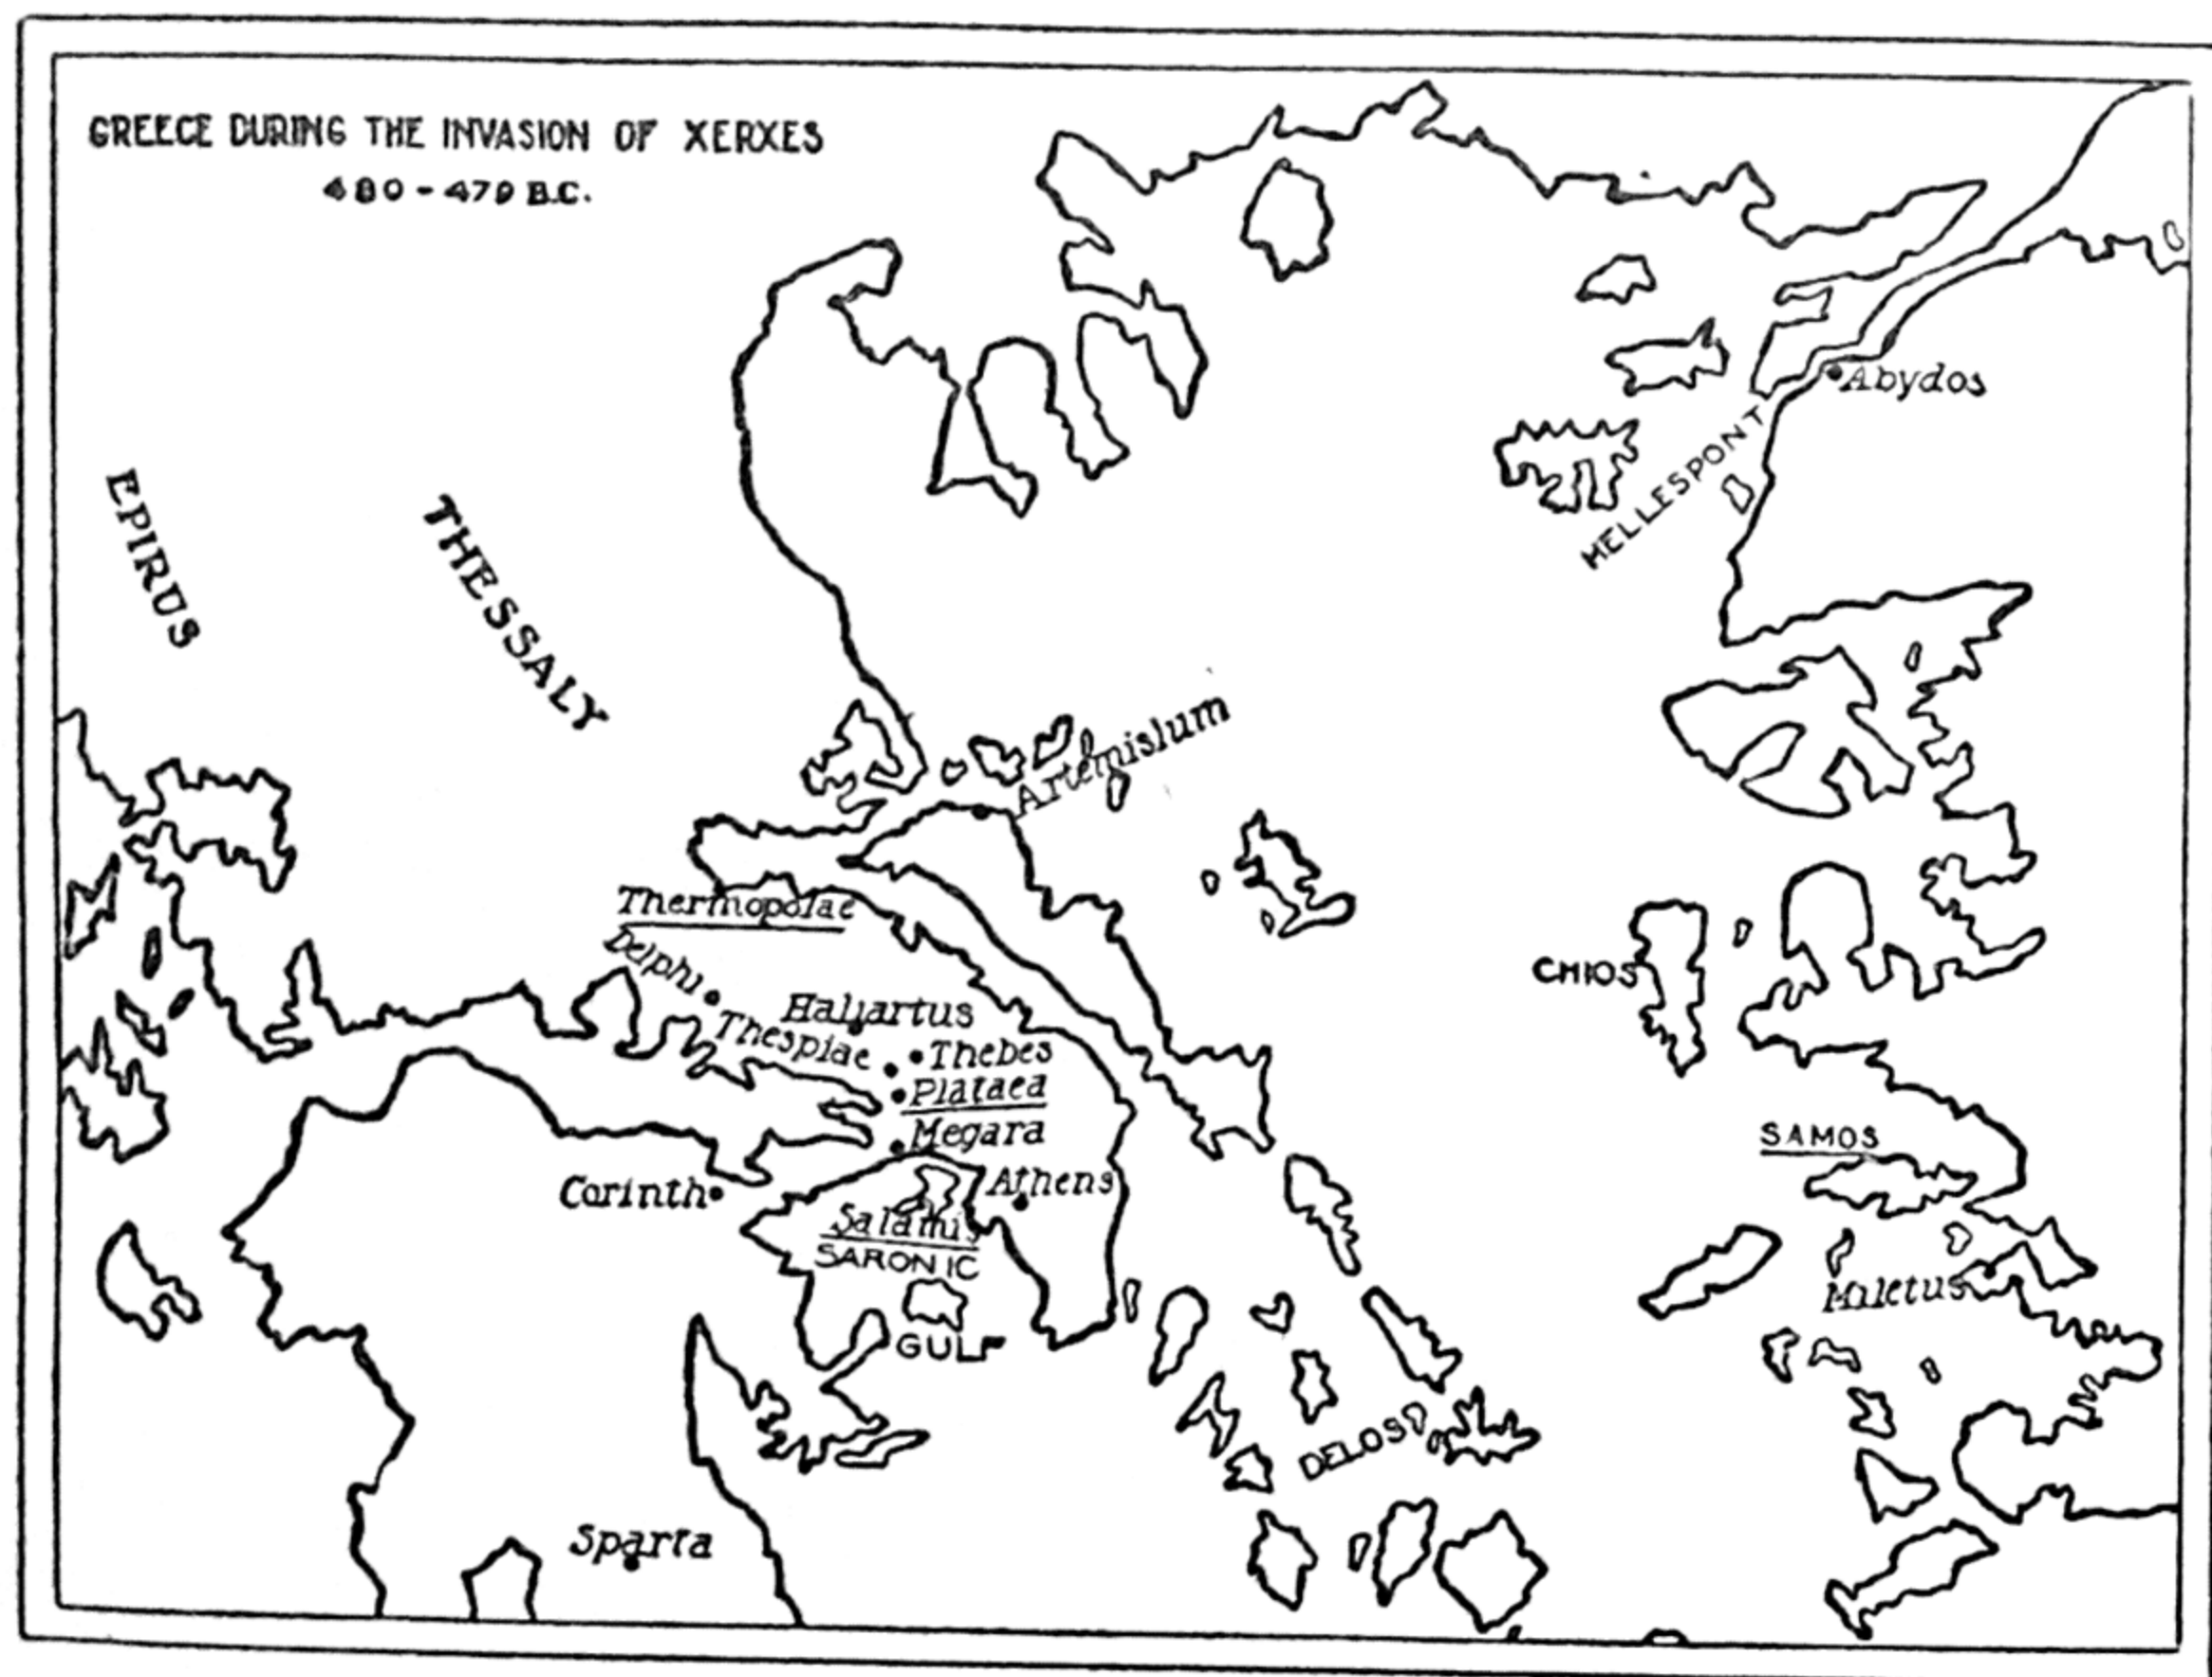 GREECE DURING THE INVASION OF XERXES
480 - 479 B.C.
EPIRUS
THESSALY
Abydos
MELLESPONT
Artemisium
Thermopolae
Delphi
Haliartus
Thespiae
Thebes
Plataea
Megara
Corinth
Athens
Salamis
SARONIC
GULF
CHIOS
SAMOS
Miletus
DELOS
Sparta